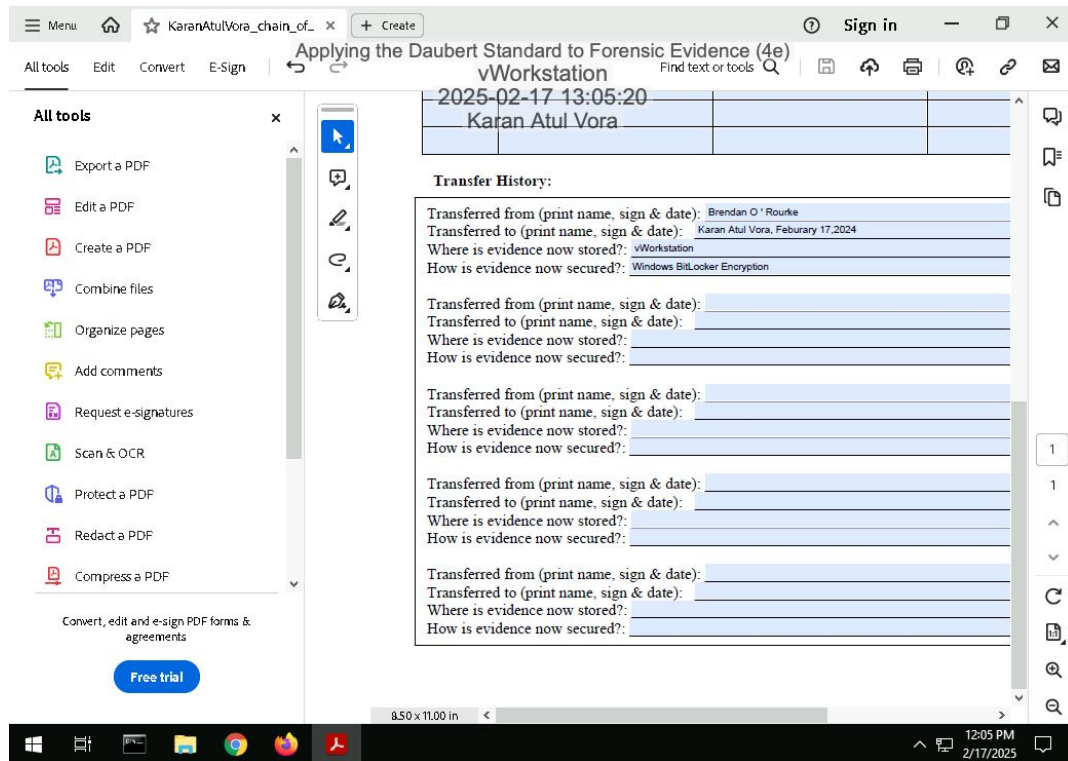 Menu
KaranAtulVora_chain_of_
+ Create
Sign in
All tools
Edit
Convert
E-Sign
Find text or tools
Applying the Daubert Standard to Forensic Evidence (4e)
vWorkstation
2025-02-17 13:05:20
Karan Atul Vora
All tools
Export a PDF
Edit a PDF
Create a PDF
Combine files
Organize pages
Add comments
Request e-signatures
Scan & OCR
Protect a PDF
Redact a PDF
Compress a PDF
Convert, edit and e-sign PDF forms &
agreements
Free trial
Transfer History:
Transferred from (print name, sign & date): Brendan O ' Rourke
Transferred to (print name, sign & date): Karan Atul Vora, Feburary 17,2024
Where is evidence now stored?: vWorkstation
How is evidence now secured?: Windows BitLocker Encryption
Transferred from (print name, sign & date):
Transferred to (print name, sign & date):
Where is evidence now stored?:
How is evidence now secured?:
Transferred from (print name, sign & date):
Transferred to (print name, sign & date):
Where is evidence now stored?:
How is evidence now secured?:
Transferred from (print name, sign & date):
Transferred to (print name, sign & date):
Where is evidence now stored?:
How is evidence now secured?:
Transferred from (print name, sign & date):
Transferred to (print name, sign & date):
Where is evidence now stored?:
How is evidence now secured?:
1
1
8.50 x 11.00 in
12:05 PM
2/17/2025